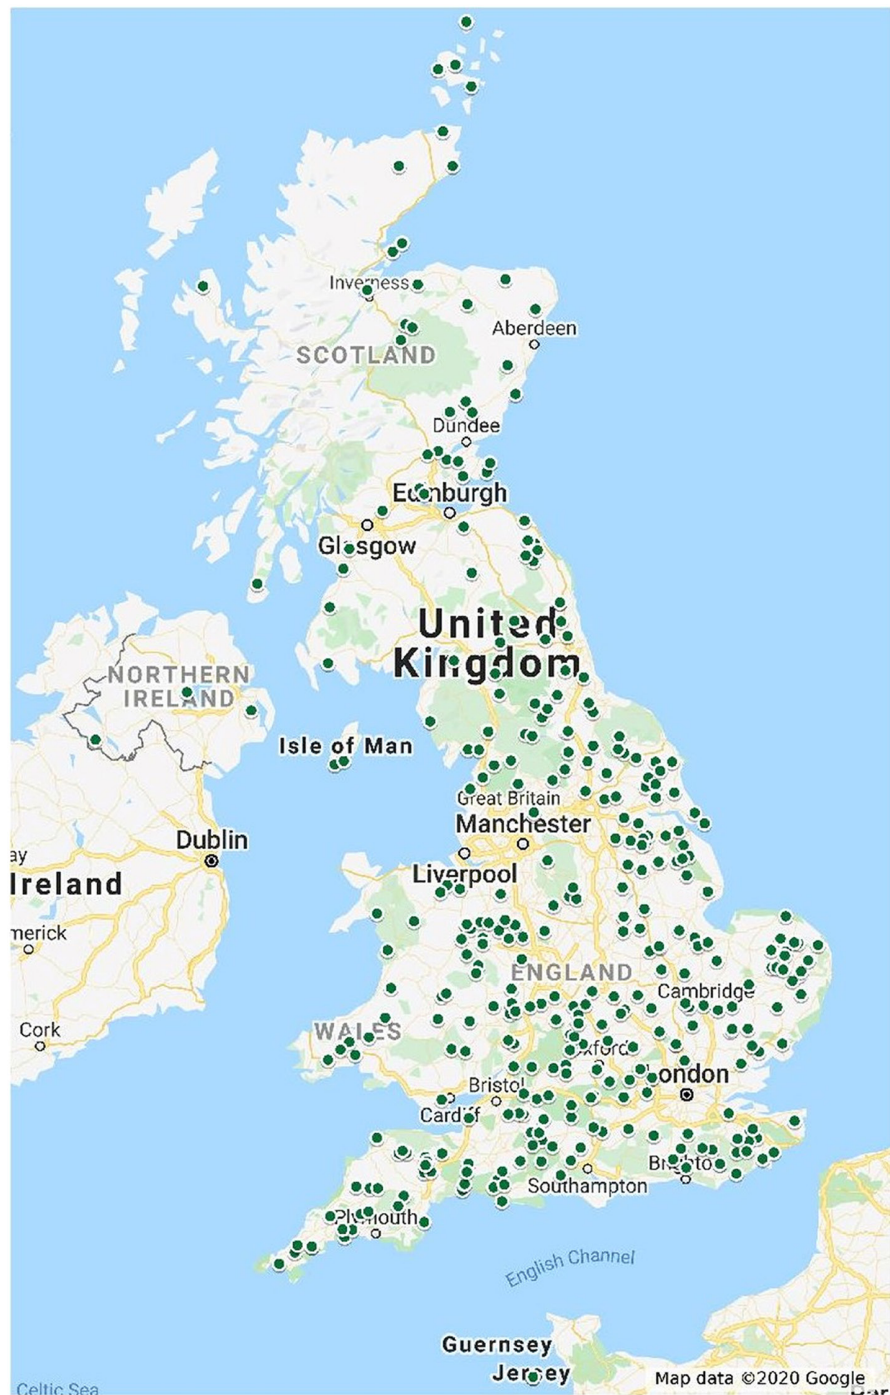 Inverness
Aberdeen
SCOTLAND
Dundee
Edinburgh
Glasgow
United
Kingdom
NORTHERN
IRELAND
Isle of Man
Great Britain
Manchester
Dublin
ay
Ireland
Liverpool
merick
ENGLAND
Cambridge
Cork
WALES
Oxford
London
Bristol
Cardiff
Brighton
Southampton
Plymouth
English Channel
Guernsey
Jersey
Map data ©2020 Google
Celtic Sea